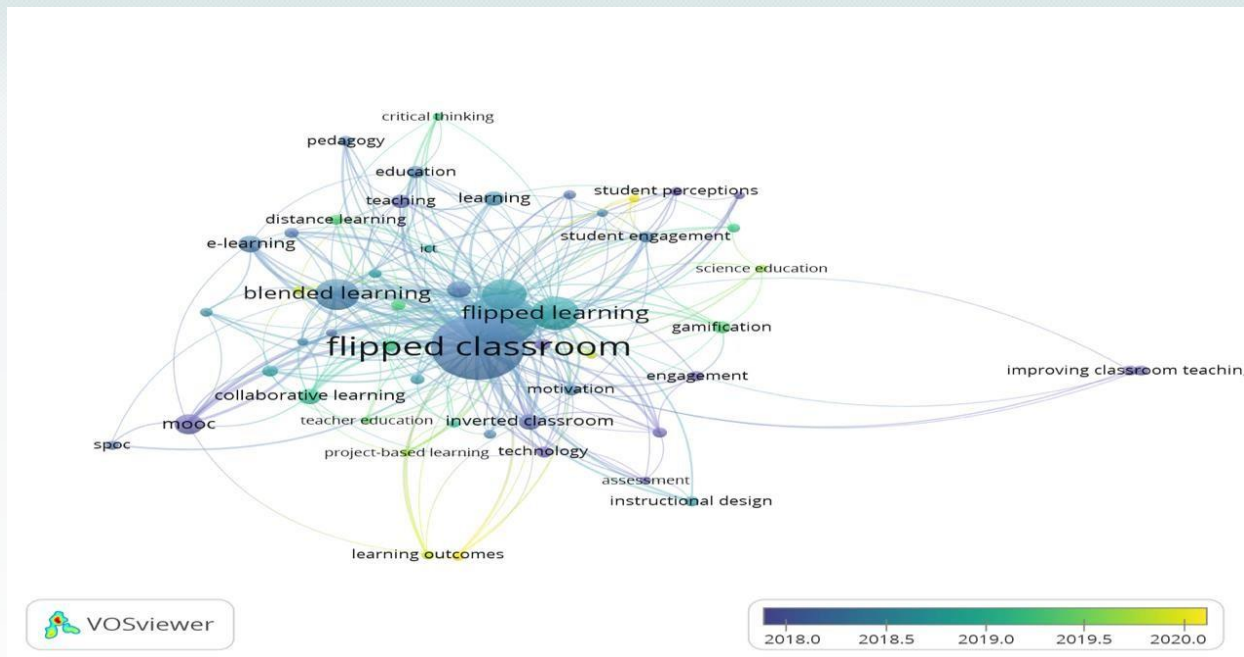 critical thinking
pedagogy
education
teaching
learning
student perceptions
distance learning
e-learning
ict
student engagement
science education
blended learning
flipped learning
gamification
flipped classroom
improving classroom teaching
engagement
motivation
collaborative learning
mooc
teacher education
inverted classroom
spoc
project-based learning
technology
assessment
instructional design
learning outcomes
VOSviewer
2018.0
2018.5
2019.0
2019.5
2020.0